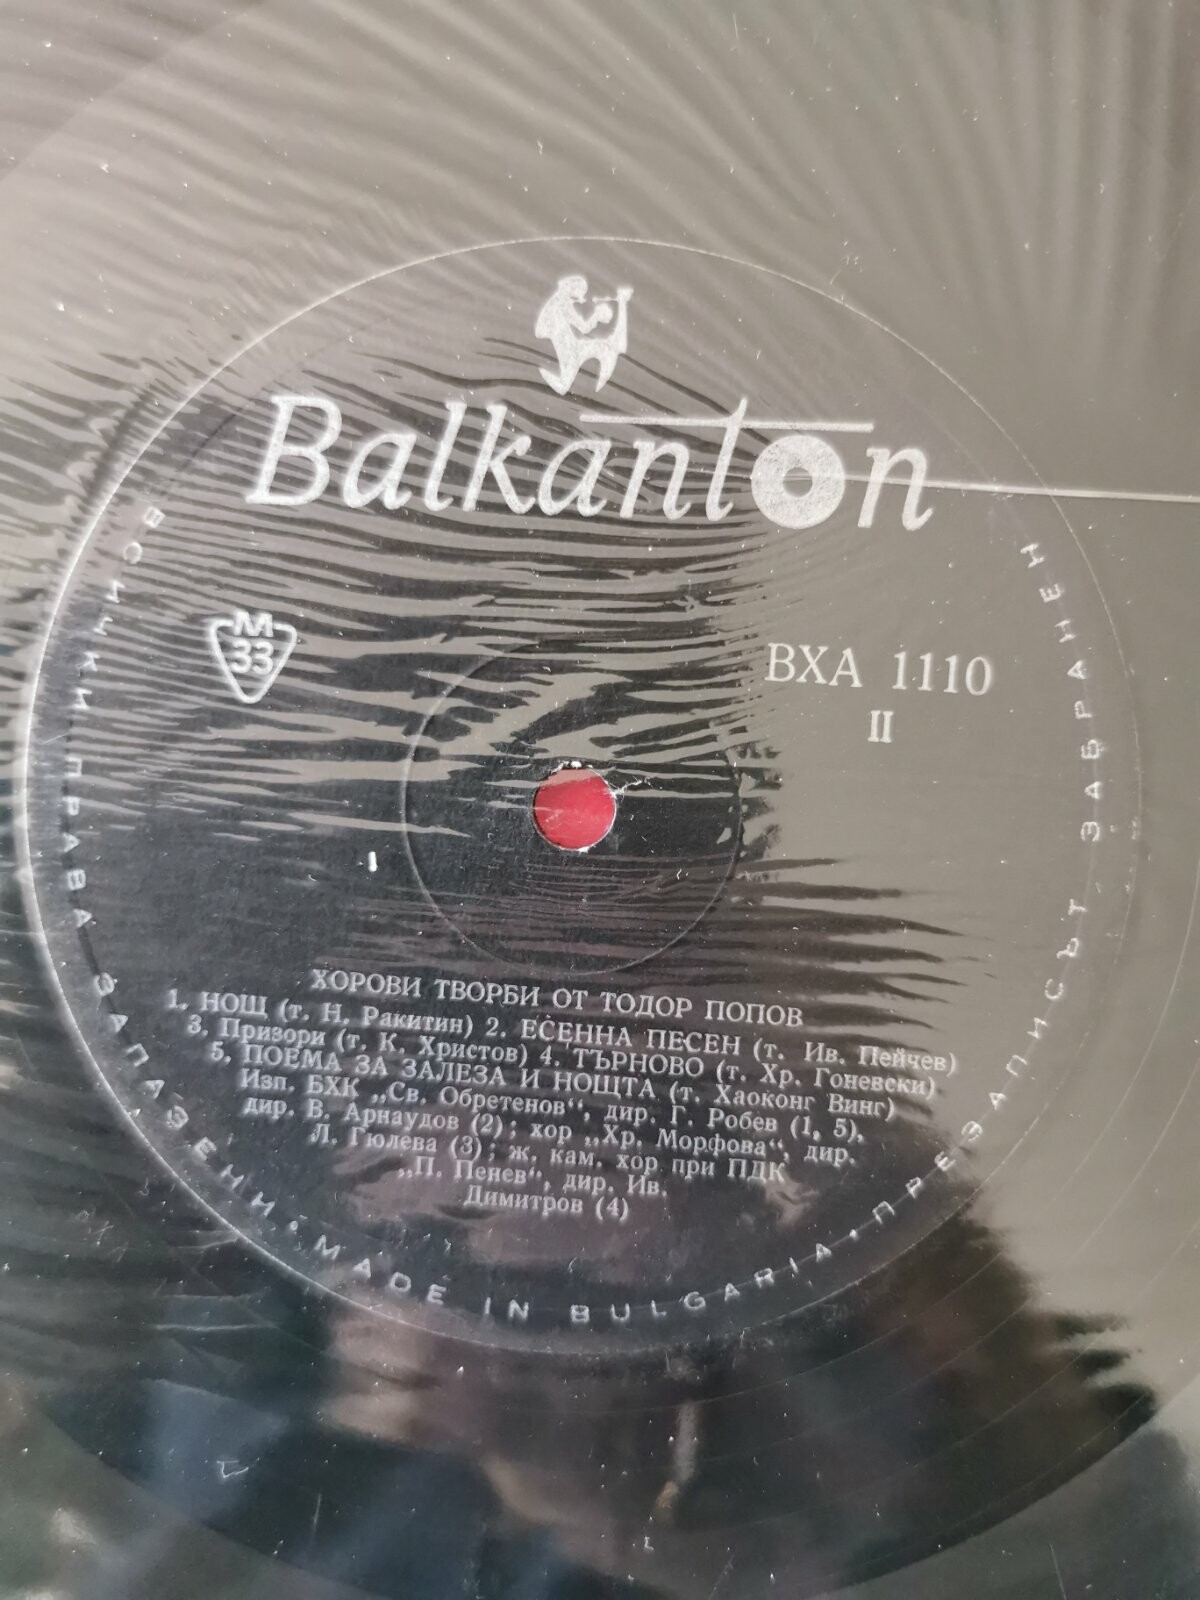 Balkanton
М
33
ВХА 1110
II
ХОРОВИ ТВОРБИ ОТ ТОДОР ПОПОВ
1. НОЩ (т. Н. Ракитин) 2. ЕСЕННА ПЕСЕН (т. Ив. Пейчев)
3. Призори (т. К. Христов) 4. ТЪРНОВО (т. Хр. Гоневски)
5. ПОЕМА ЗА ЗАЛЕЗА И НОЩТА (т. Хаоконг Винг)
Изп. БХК „Св. Обретенов“, дир. Г. Робев (1, 5),
дир. В. Арнаудов (2); хор „Хр. Морфова“, дир.
Л. Гюлева (3); ж. кам. хор при ПДК
„П. Пенев“, дир. Ив.
Димитров (4)
ВСИЧКИ ПРАВА ЗАПАЗЕНИ • MADE IN BULGARIA • ПРЕЗАПИСЪТ ЗАБРАНЕН